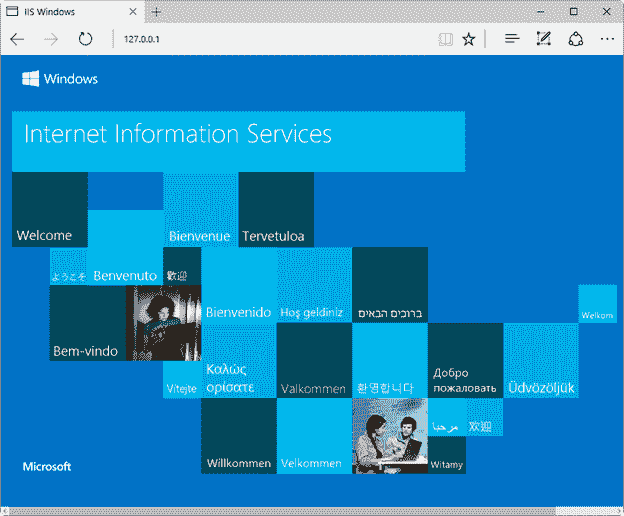 IIS Windows
127.0.0.1
Windows
Internet Information Services
Welcome
Bienvenue
Tervetuloa
ようこそ
Benvenuto
歡迎
Bienvenido
Hoş geldiniz
ברוכים הבאים
Welkom
Bem-vindo
Vítejte
Καλώς
ορίσατε
Välkommen
환영합니다
Добро
пожаловать
Üdvözöljük
Willkommen
Velkommen
مرحبا
欢迎
Witamy
Microsoft